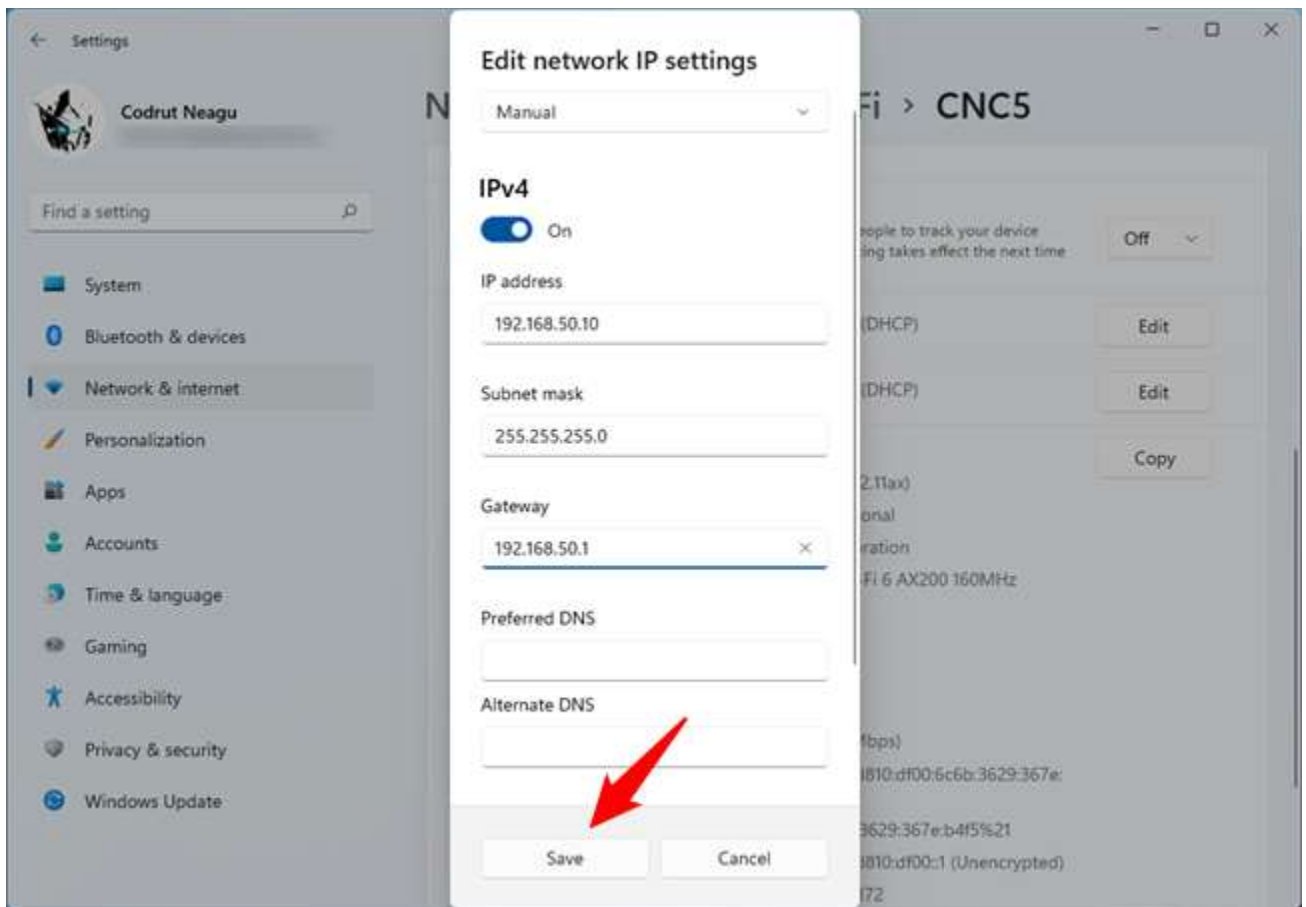 Settings
Codrut Neagu
Find a setting
System
Bluetooth & devices
Network & internet
Personalization
Apps
Accounts
Time & language
Gaming
Accessibility
Privacy & security
Windows Update
N
Fi > CNC5
Edit network IP settings
Manual
IPv4
On
IP address
192.168.50.10
Subnet mask
255.255.255.0
Gateway
192.168.50.1
Preferred DNS
Alternate DNS
Save
Cancel
eople to track your device
ing takes effect the next time
Off
(DHCP)
Edit
(DHCP)
Edit
Copy
2.11ax)
onal
ration
Fi 6 AX200 160MHz
bps)
810:df00:6c6b:3629:367e:
3629:367e:b4f5%21
810:df00::1 (Unencrypted)
172